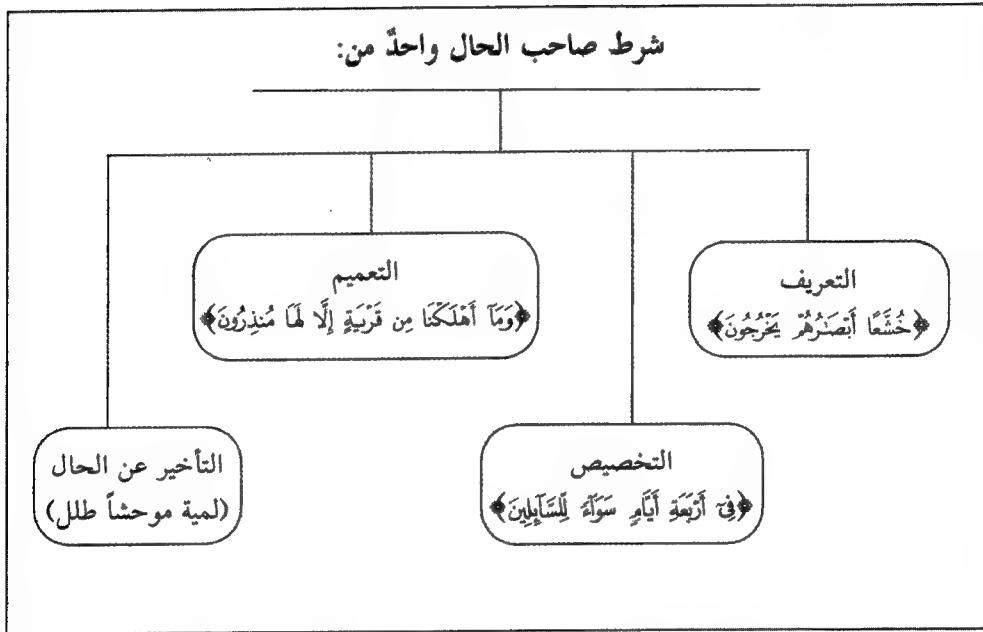 شرط صاحب الحال واحدٌ من:
التعريف
﴿خُشَّعًا أَبْصَٰرُهُمْ يَخْرُجُونَ﴾
التعميم
﴿وَمَآ أَهْلَكْنَا مِن قَرْيَةٍ إِلَّا لَهَا مُنذِرُونَ﴾
التخصيص
﴿فِىٓ أَرْبَعَةِ أَيَّامٍ سَوَآءً لِّلسَّآئِلِينَ﴾
التأخير عن الحال
(لمية موحشاً طلل)